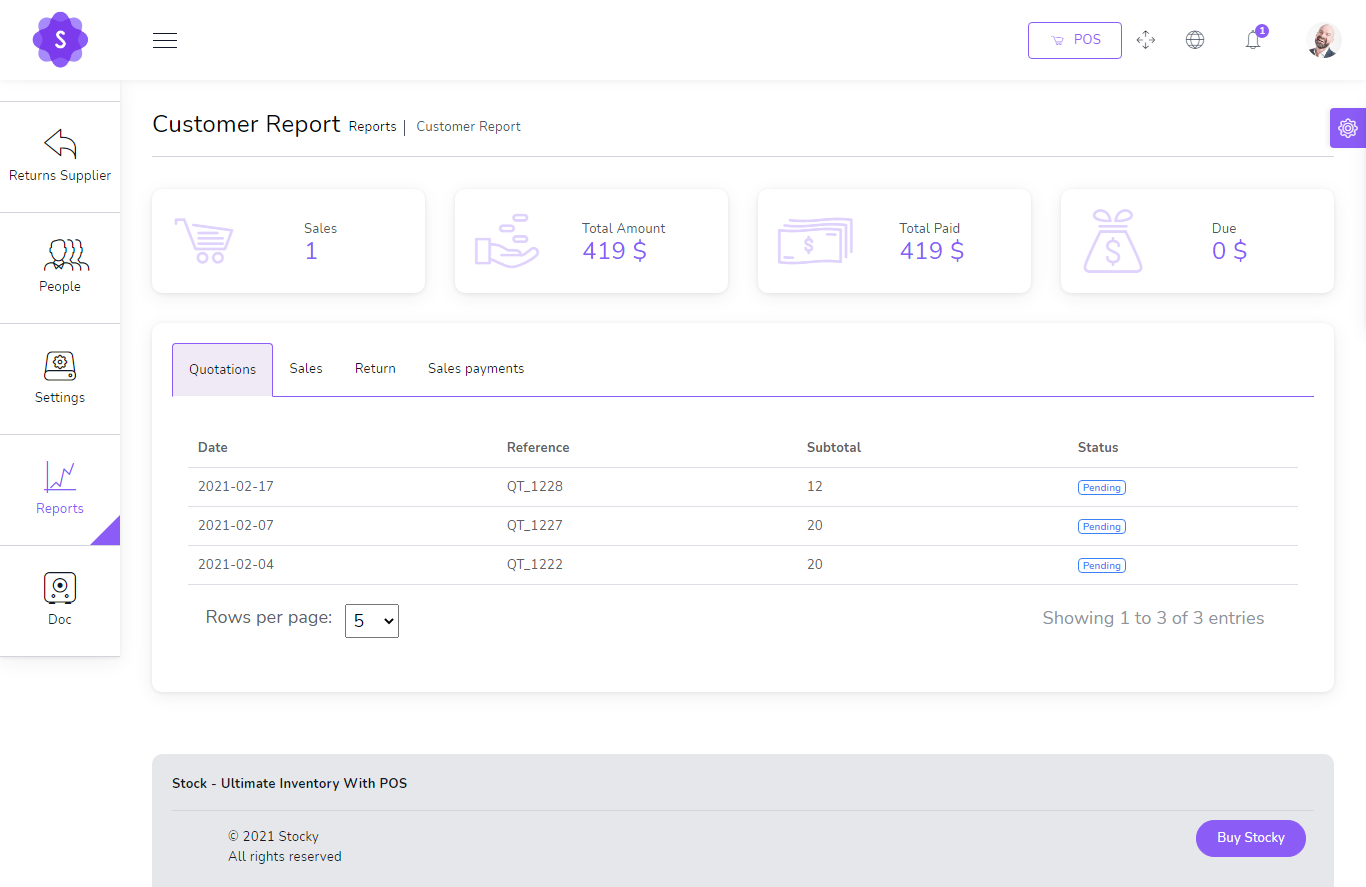 S
POS
1
Returns Supplier
People
Settings
Reports
Doc
Customer Report Reports | Customer Report
Sales
1
Total Amount
419 $
Total Paid
419 $
Due
0 $
Quotations Sales Return Sales payments
Date Reference Subtotal Status
2021-02-17 QT_1228 12 Pending
2021-02-07 QT_1227 20 Pending
2021-02-04 QT_1222 20 Pending
Rows per page: 5 Showing 1 to 3 of 3 entries
Stock - Ultimate Inventory With POS
© 2021 Stocky
All rights reserved
Buy Stocky